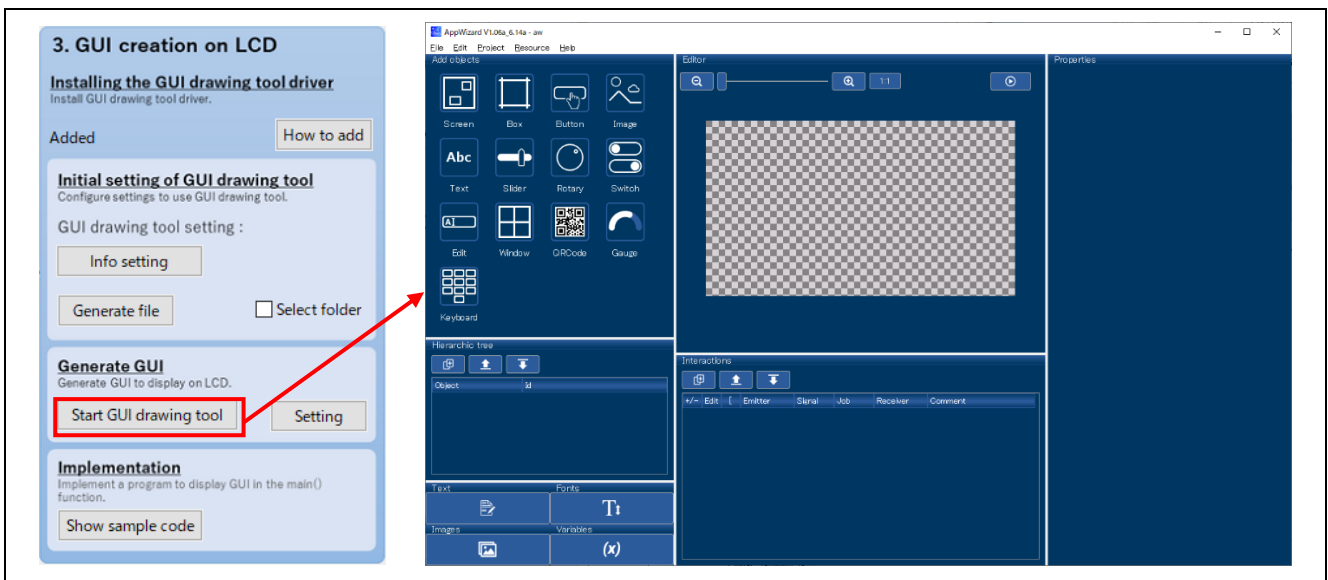 3. GUI creation on LCD
Installing the GUI drawing tool driver
Install GUI drawing tool driver.
Added
How to add
Initial setting of GUI drawing tool
Configure settings to use GUI drawing tool.
GUI drawing tool setting :
Info setting
Generate file
Select folder
Generate GUI
Generate GUI to display on LCD.
Start GUI drawing tool
Setting
Implementation
Implement a program to display GUI in the main()
function.
Show sample code
AppWizard V1.06a_6.14a - aw
File Edit Project Resource Help
Add objects
Screen Box Button Image
Abc
Text Slider Rotary Switch
AI
Edit Window QRCode Gauge
Keyboard
Hierarchic tree
Object Id
Text Fonts
T
Images Variables
(x)
Editor
1:1
Interactions
+/- Edit [ Emitter Signal Job Receiver Comment
Properties